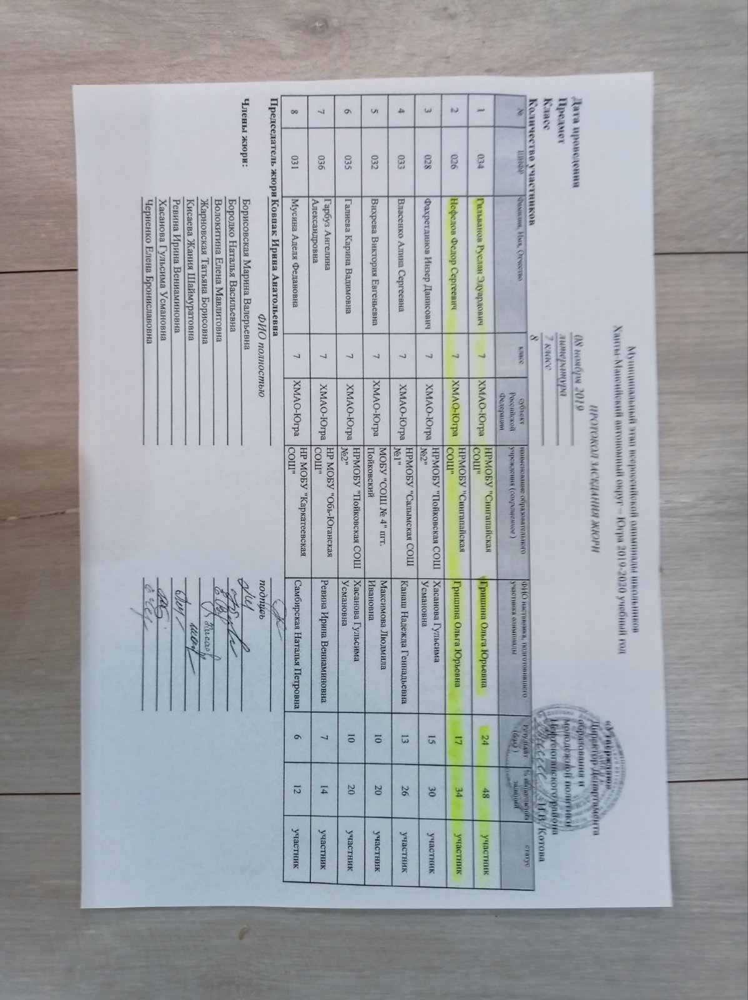 Муниципальный этап всероссийской олимпиады школьников
Ханты-Мансийский автономный округ – Югра 2019-2020 учебный год
«Утверждаю»
Директор Департамента
образования и
молодежной политики
Нефтеюганского района
Н.В. Котова
ПРОТОКОЛ ЗАСЕДАНИЯ ЖЮРИ
Дата проведения 08 ноября 2019
Предмет литература
Класс 7 класс
Количество участников 8
№ ШИФР Фамилия, Имя, Отчество класс субъект Российской Федерации наименование образовательного учреждения (сокращенное) ФИО наставника, подготовившего участника олимпиады Результат (балл) % выполнения заданий статус
1 034 Гильванов Руслан Эдуардович 7 ХМАО-Югра НРМОБУ "Сингапайская СОШ" Гришина Ольга Юрьевна 24 48 участник
2 026 Нефедов Федор Сергеевич 7 ХМАО-Югра НРМОБУ "Сингапайская СОШ" Гришина Ольга Юрьевна 17 34 участник
3 028 Фахретдинов Инзер Данисович 7 ХМАО-Югра НРМОБУ "Пойковская СОШ №2" Хасанова Гульсима Усмановна 15 30 участник
4 033 Власенко Алина Сергеевна 7 ХМАО-Югра НРМОБУ "Салымская СОШ №1" Канаш Надежда Геннадьевна 13 26 участник
5 032 Вихрева Виктория Евгеньевна 7 ХМАО-Югра МОБУ "СОШ № 4" пгт. Пойковский Максимова Людмила Ивановна 10 20 участник
6 035 Галиева Карина Вадимовна 7 ХМАО-Югра НРМОБУ "Пойковская СОШ №2" Хасанова Гульсима Усмановна 10 20 участник
7 036 Гарбуз Ангелина Александровна 7 ХМАО-Югра НР МОБУ "Обь-Юганская СОШ" Ревина Ирина Вениаминовна 7 14 участник
8 031 Мусина Аделя Федановна 7 ХМАО-Югра НР МОБУ "Каркатеевская СОШ" Самбирская Наталья Петровна 6 12 участник
Председатель жюри Ковпак Ирина Анатольевна
ФИО полностью подпись
Члены жюри: Борисовская Марина Валерьевна
Бородко Наталья Васильевна
Волокитина Елена Мавлитовна
Жарновская Татьяна Борисовна
Кисаева Жания Шаймуратовна
Ревина Ирина Вениаминовна
Хасанова Гульсима Усмановна
Черненко Елена Брониславовна